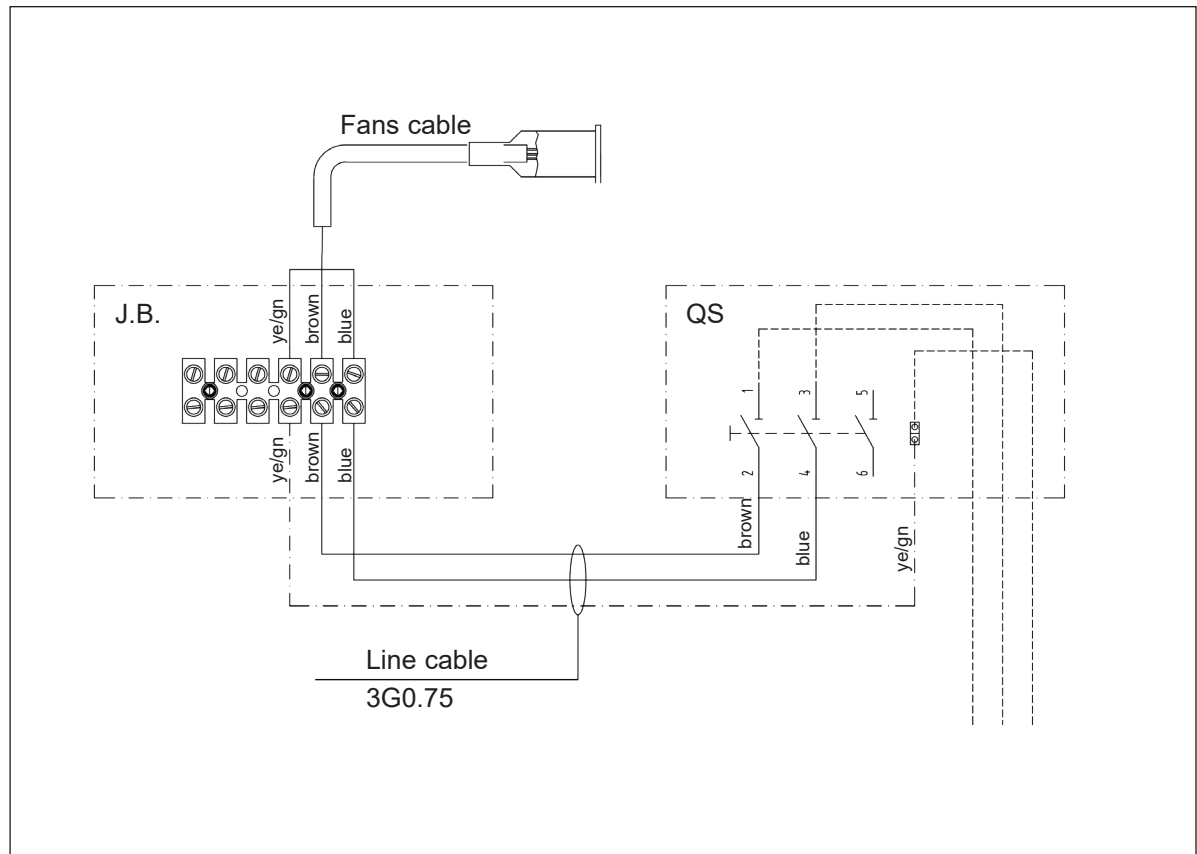 Fans cable
J.B.
ye/gn
brown
blue
ye/gn
brown
blue
QS
1
3
5
2
4
6
brown
blue
ye/gn
Line cable
3G0.75